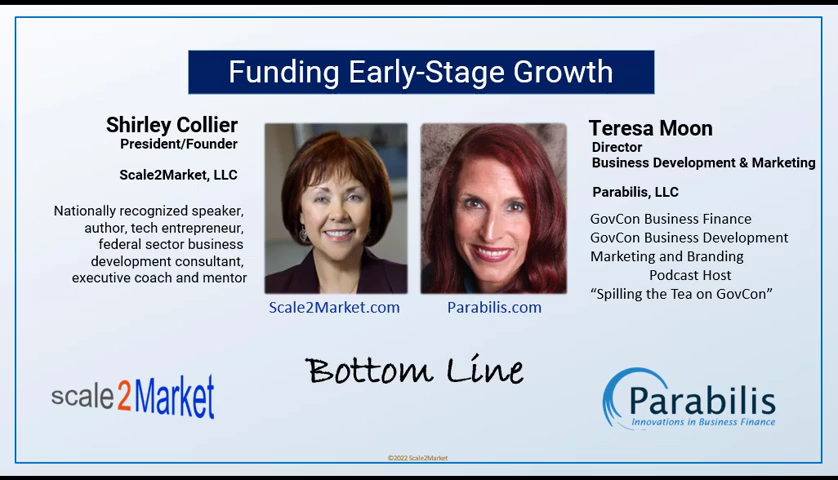 Funding Early-Stage Growth
Shirley Collier
President/Founder
Scale2Market, LLC
Nationally recognized speaker,
author, tech entrepreneur,
federal sector business
development consultant,
executive coach and mentor
Scale2Market.com
Parabilis.com
Teresa Moon
Director
Business Development & Marketing
Parabilis, LLC
GovCon Business Finance
GovCon Business Development
Marketing and Branding
Podcast Host
“Spilling the Tea on GovCon”
Bottom Line
scale2Market
Parabilis
Innovations in Business Finance
©2022 Scale2Market